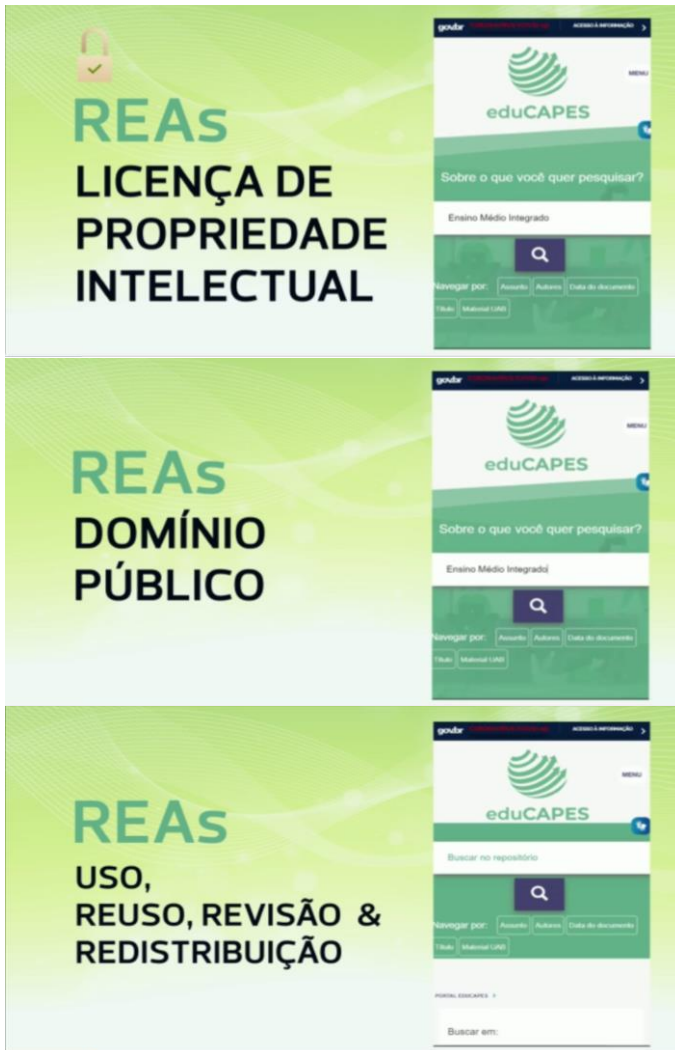 REAs
LICENÇA DE
PROPRIEDADE
INTELECTUAL
gov.br
ACESSO À INFORMAÇÃO
MENU
eduCAPES
Sobre o que você quer pesquisar?
Ensino Médio Integrado
Navegar por: Assunto Autores Data do documento
Título Material UAB
REAs
DOMÍNIO
PÚBLICO
gov.br
ACESSO À INFORMAÇÃO
MENU
eduCAPES
Sobre o que você quer pesquisar?
Ensino Médio Integrado
Navegar por: Assunto Autores Data do documento
Título Material UAB
REAs
USO,
REUSO, REVISÃO &
REDISTRIBUIÇÃO
gov.br
ACESSO À INFORMAÇÃO
MENU
eduCAPES
Buscar no repositório
Navegar por: Assunto Autores Data do documento
Título Material UAB
PORTAL EDUCAPES
Buscar em: